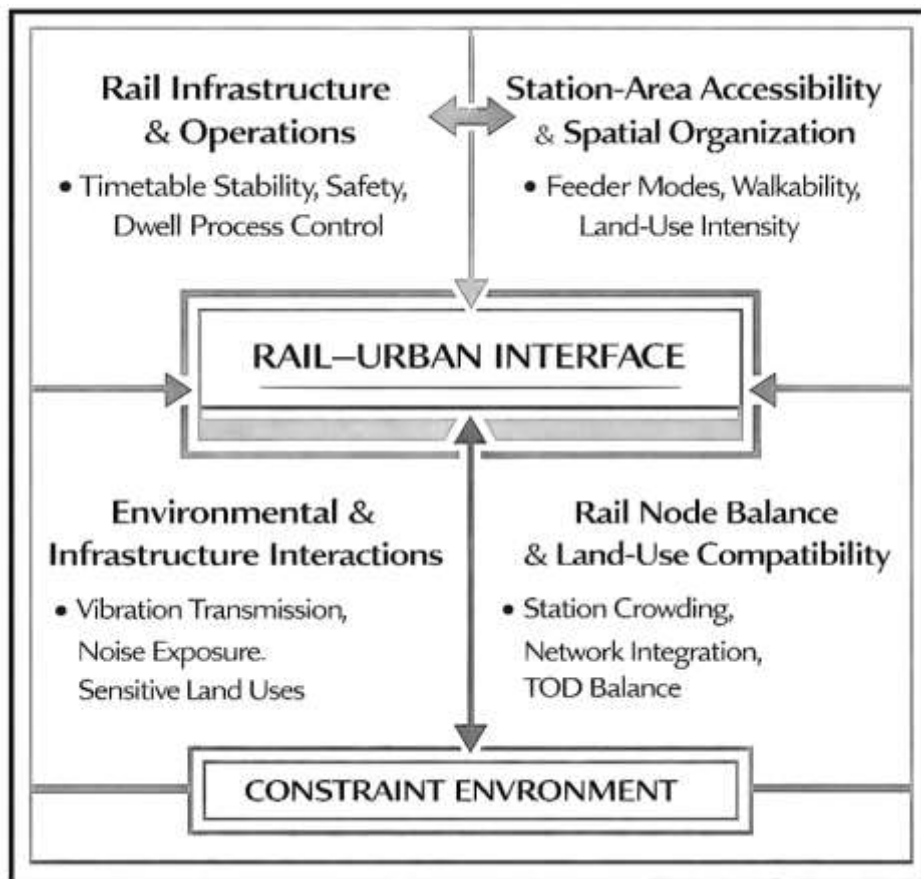 Rail Infrastructure
& Operations
• Timetable Stability, Safety,
Dwell Process Control
Station-Area Accessibility
& Spatial Organization
• Feeder Modes, Walkability,
Land-Use Intensity
RAIL–URBAN INTERFACE
Environmental &
Infrastructure Interactions
• Vibration Transmission,
Noise Exposure.
Sensitive Land Uses
Rail Node Balance
& Land-Use Compatibility
• Station Crowding,
Network Integration,
TOD Balance
CONSTRAINT ENVRONMENT